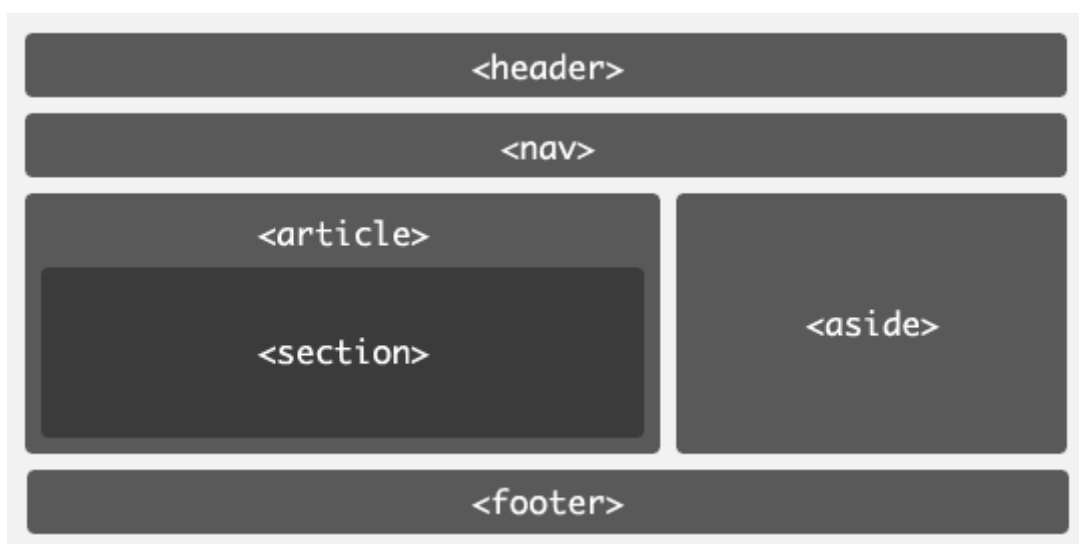 <header>
<nav>
<article>
<section>
<aside>
<footer>